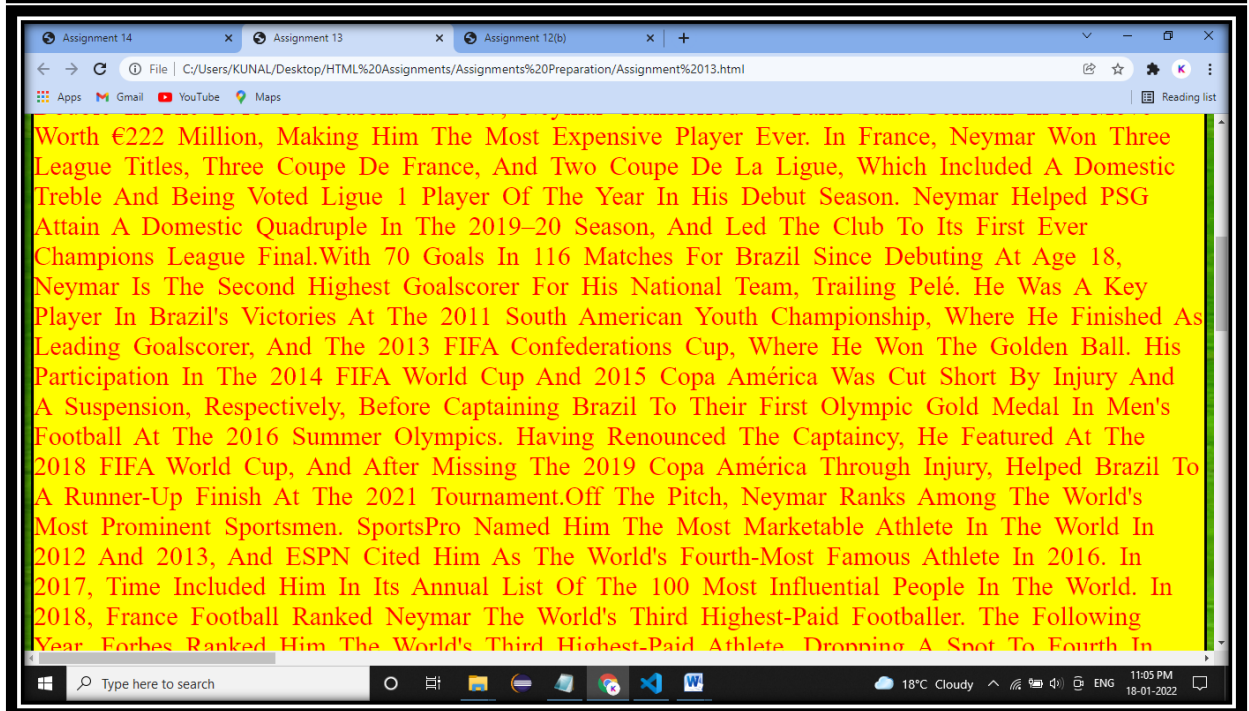 Assignment 14
Assignment 13
Assignment 12(b)
File | C:/Users/KUNAL/Desktop/HTML%20Assignments/Assignments%20Preparation/Assignment%2013.html
K
Apps Gmail YouTube Maps
Reading list
Worth €222 Million, Making Him The Most Expensive Player Ever. In France, Neymar Won Three
League Titles, Three Coupe De France, And Two Coupe De La Ligue, Which Included A Domestic
Treble And Being Voted Ligue 1 Player Of The Year In His Debut Season. Neymar Helped PSG
Attain A Domestic Quadruple In The 2019–20 Season, And Led The Club To Its First Ever
Champions League Final.With 70 Goals In 116 Matches For Brazil Since Debuting At Age 18,
Neymar Is The Second Highest Goalscorer For His National Team, Trailing Pelé. He Was A Key
Player In Brazil's Victories At The 2011 South American Youth Championship, Where He Finished As
Leading Goalscorer, And The 2013 FIFA Confederations Cup, Where He Won The Golden Ball. His
Participation In The 2014 FIFA World Cup And 2015 Copa América Was Cut Short By Injury And
A Suspension, Respectively, Before Captaining Brazil To Their First Olympic Gold Medal In Men's
Football At The 2016 Summer Olympics. Having Renounced The Captaincy, He Featured At The
2018 FIFA World Cup, And After Missing The 2019 Copa América Through Injury, Helped Brazil To
A Runner-Up Finish At The 2021 Tournament.Off The Pitch, Neymar Ranks Among The World's
Most Prominent Sportsmen. SportsPro Named Him The Most Marketable Athlete In The World In
2012 And 2013, And ESPN Cited Him As The World's Fourth-Most Famous Athlete In 2016. In
2017, Time Included Him In Its Annual List Of The 100 Most Influential People In The World. In
2018, France Football Ranked Neymar The World's Third Highest-Paid Footballer. The Following
Year, Forbes Ranked Him The World's Third Highest-Paid Athlete, Dropping A Spot To Fourth In
Type here to search
18°C Cloudy
ENG
11:05 PM
18-01-2022